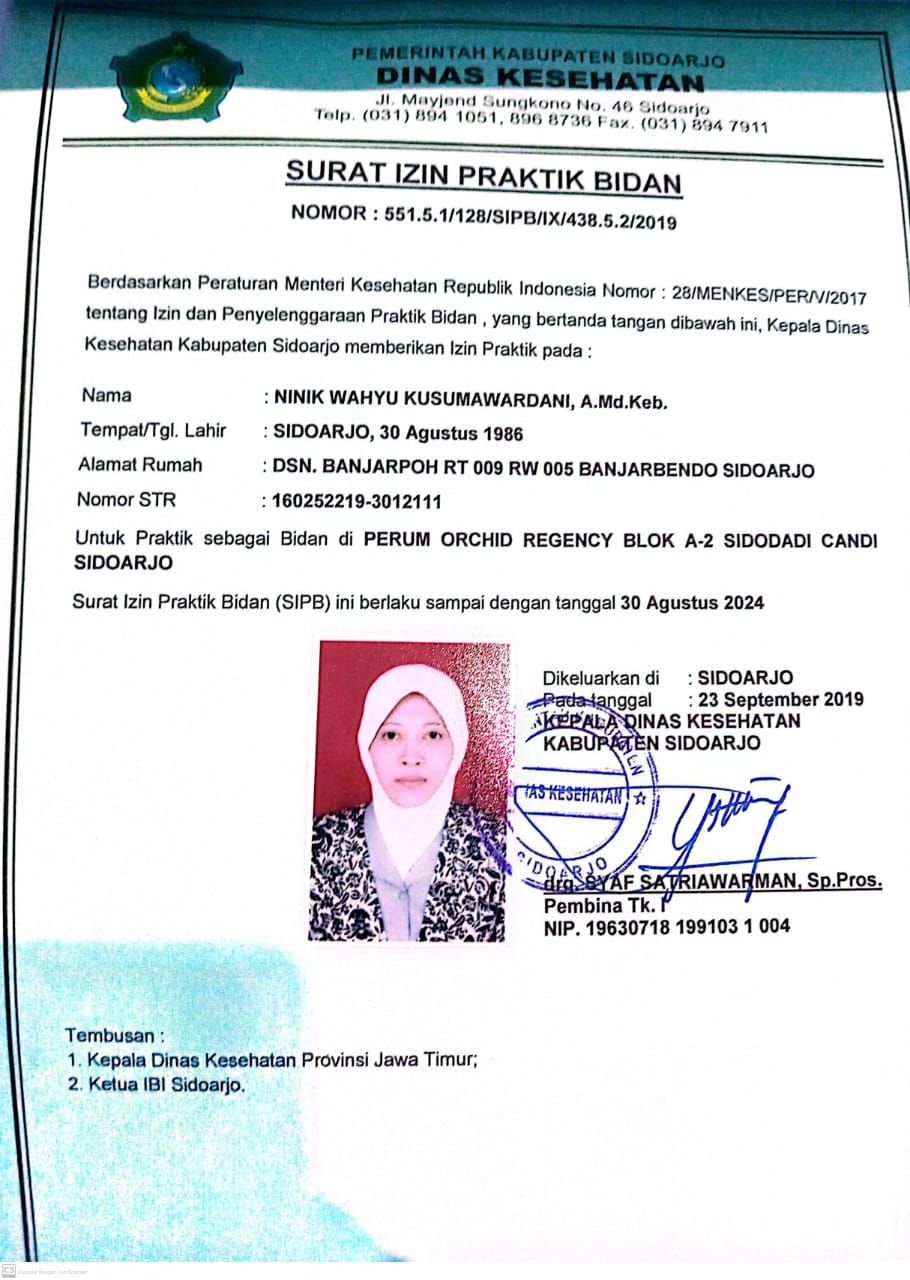 PEMERINTAH KABUPATEN SIDOARJO
DINAS KESEHATAN
Jl. Mayjend Sungkono No. 46 Sidoarjo
Telp. (031) 894 1051, 896 8736 Fax. (031) 894 7911
SURAT IZIN PRAKTIK BIDAN
NOMOR : 551.5.1/128/SIPB/IX/438.5.2/2019
Berdasarkan Peraturan Menteri Kesehatan Republik Indonesia Nomor : 28/MENKES/PER/V/2017
tentang Izin dan Penyelenggaraan Praktik Bidan , yang bertanda tangan dibawah ini, Kepala Dinas
Kesehatan Kabupaten Sidoarjo memberikan Izin Praktik pada :
Nama : NINIK WAHYU KUSUMAWARDANI, A.Md.Keb.
Tempat/Tgl. Lahir : SIDOARJO, 30 Agustus 1986
Alamat Rumah : DSN. BANJARPOH RT 009 RW 005 BANJARBENDO SIDOARJO
Nomor STR : 160252219-3012111
Untuk Praktik sebagai Bidan di PERUM ORCHID REGENCY BLOK A-2 SIDODADI CANDI
SIDOARJO
Surat Izin Praktik Bidan (SIPB) ini berlaku sampai dengan tanggal 30 Agustus 2024
Dikeluarkan di : SIDOARJO
Pada tanggal : 23 September 2019
KEPALA DINAS KESEHATAN
KABUPATEN SIDOARJO
AS KESEHATAN
SIDOARJO
drg. SYAF SATRIAWARMAN, Sp.Pros.
Pembina Tk. I
NIP. 19630718 199103 1 004
Tembusan :
1. Kepala Dinas Kesehatan Provinsi Jawa Timur;
2. Ketua IBI Sidoarjo.
CS